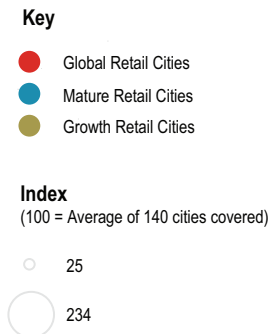 Key
Global Retail Cities
Mature Retail Cities
Growth Retail Cities
Index
(100 = Average of 140 cities covered)
25
234